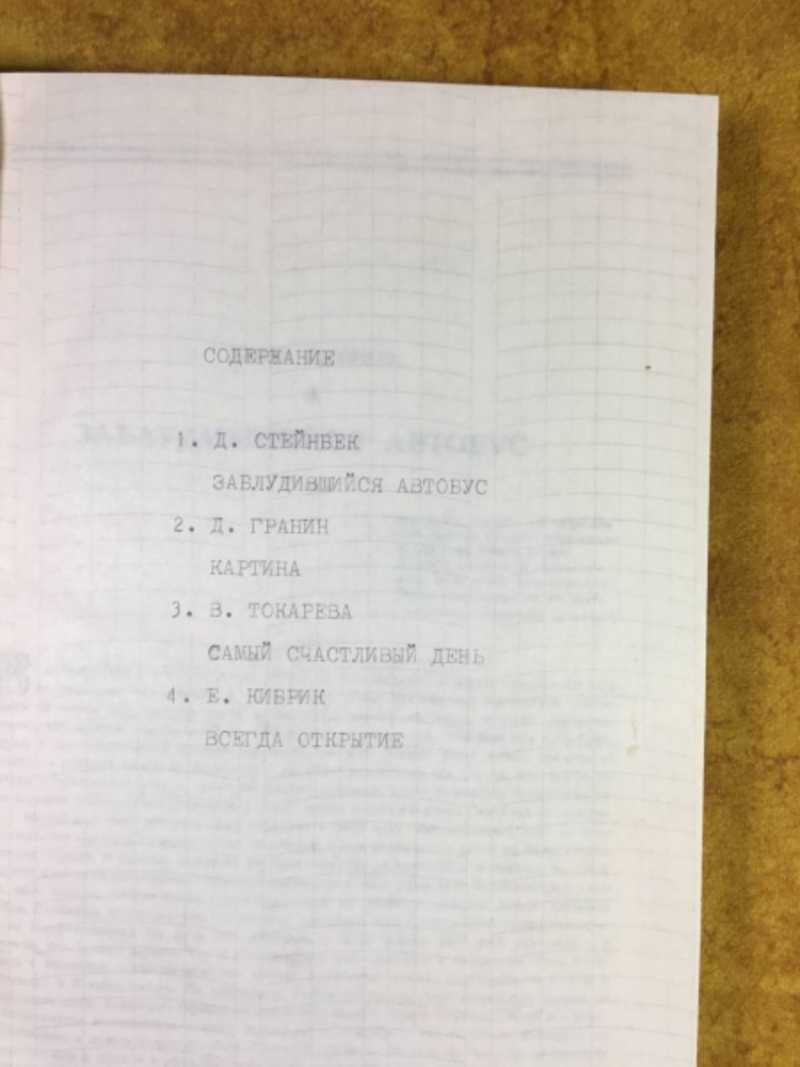 СОДЕРЖАНИЕ
1. Д. СТЕЙНБЕК
ЗАБЛУДИВШИЙСЯ АВТОБУС
2. Д. ГРАНИН
КАРТИНА
3. В. ТОКАРЕВА
САМЫЙ СЧАСТЛИВЫЙ ДЕНЬ
4. Е. КИБРИК
ВСЕГДА ОТКРЫТИЕ